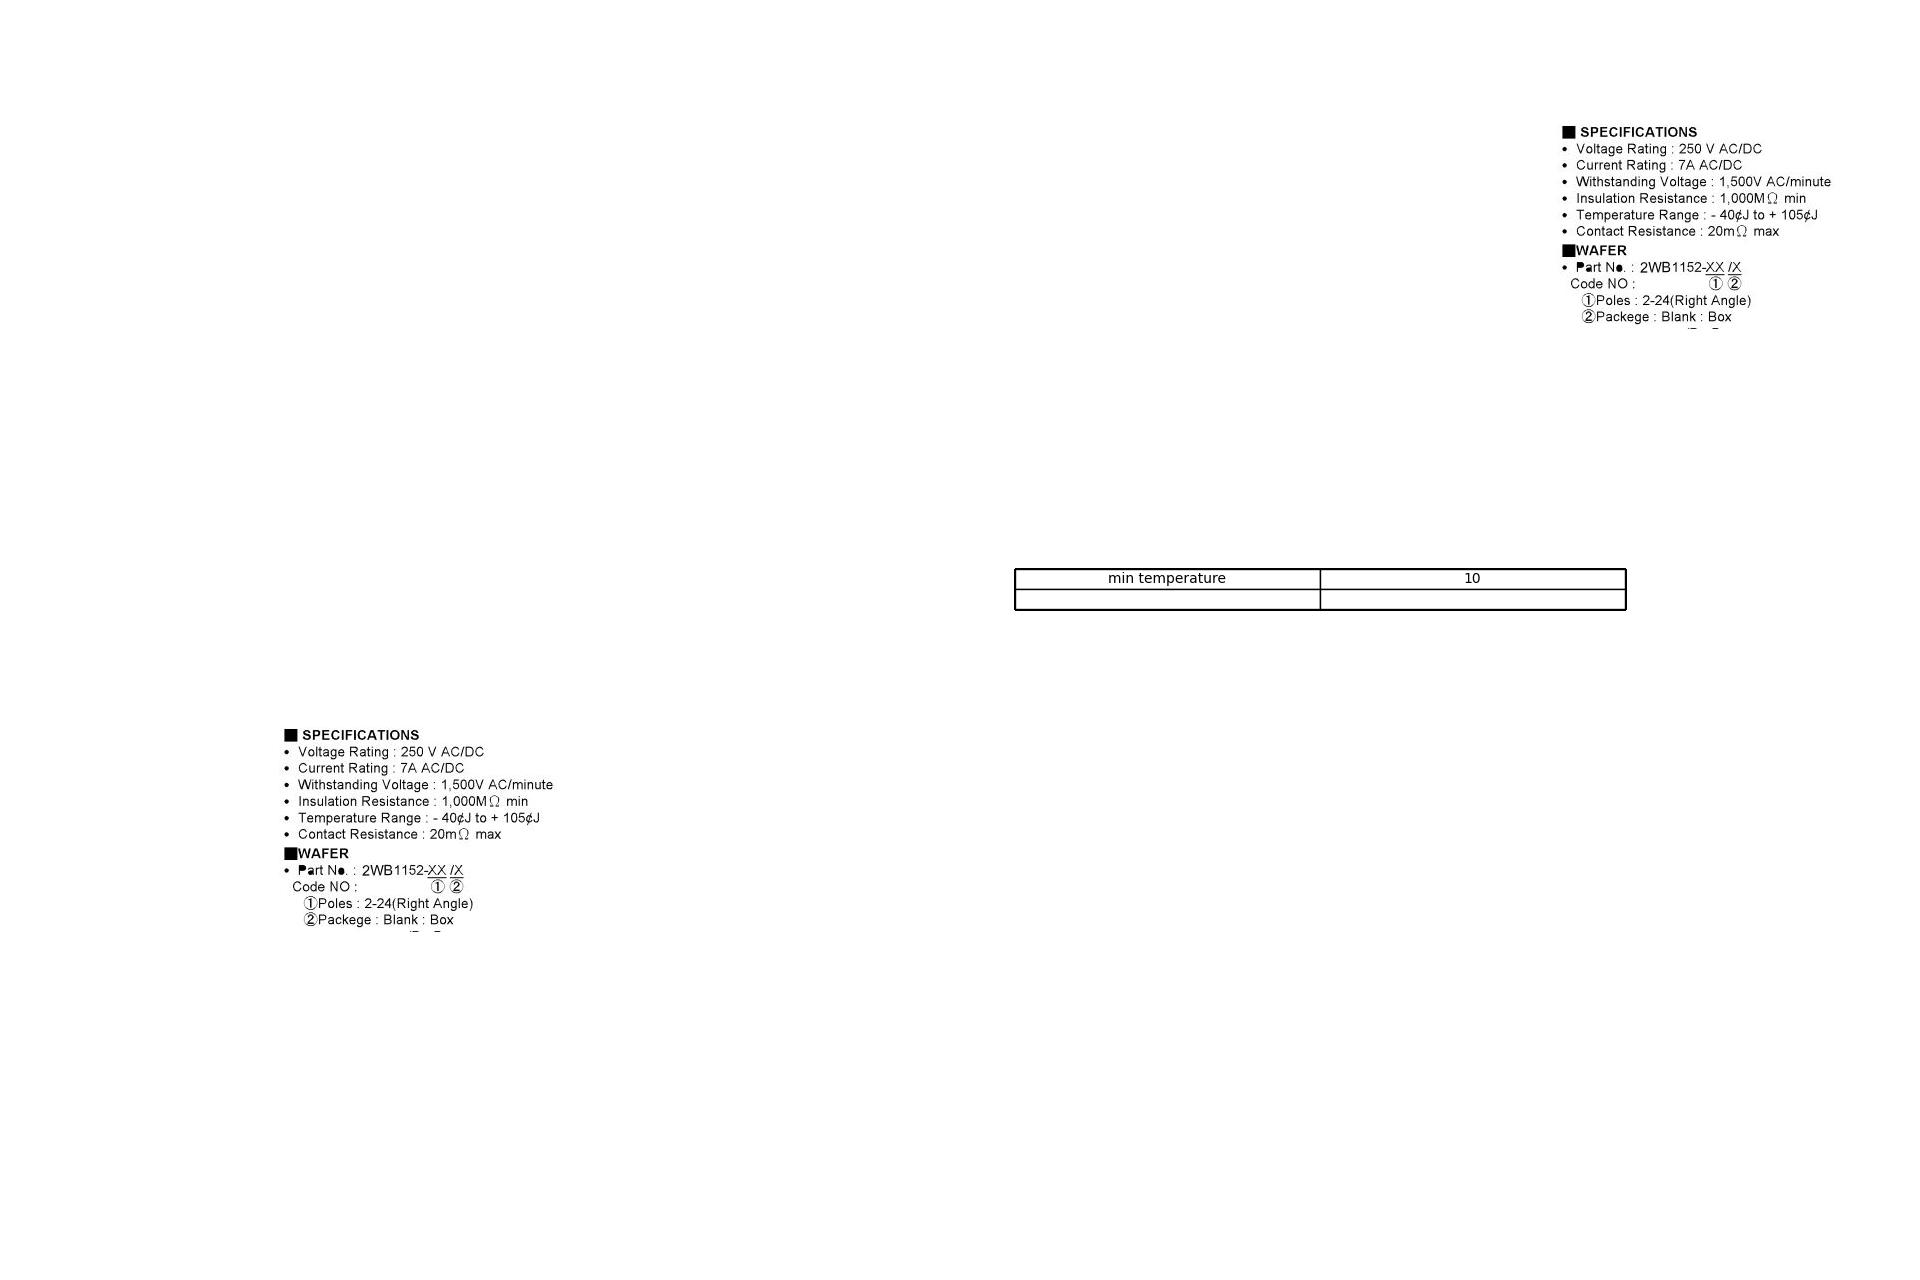 ■ SPECIFICATIONS
• Voltage Rating : 250 V AC/DC
• Current Rating : 7A AC/DC
• Withstanding Voltage : 1,500V AC/minute
• Insulation Resistance : 1,000MΩ min
• Temperature Range : - 40¢J to + 105¢J
• Contact Resistance : 20mΩ max
■WAFER
• Part No. : 2WB1152-XX /X
Code NO : ① ②
①Poles : 2-24(Right Angle)
②Packege : Blank : Box
min temperature 10
■ SPECIFICATIONS
• Voltage Rating : 250 V AC/DC
• Current Rating : 7A AC/DC
• Withstanding Voltage : 1,500V AC/minute
• Insulation Resistance : 1,000MΩ min
• Temperature Range : - 40¢J to + 105¢J
• Contact Resistance : 20mΩ max
■WAFER
• Part No. : 2WB1152-XX /X
Code NO : ① ②
①Poles : 2-24(Right Angle)
②Packege : Blank : Box